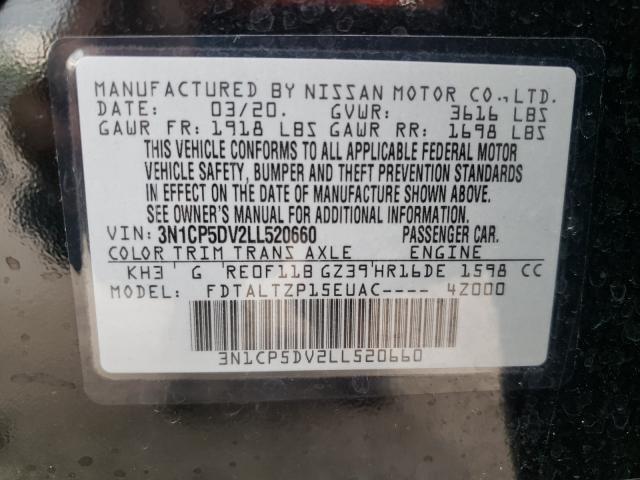 MANUFACTURED BY NISSAN MOTOR CO.,LTD.
DATE: 03/20. GVWR: 3616 LBS
GAWR FR: 1918 LBS GAWR RR: 1698 LBS
THIS VEHICLE CONFORMS TO ALL APPLICABLE FEDERAL MOTOR
VEHICLE SAFETY, BUMPER AND THEFT PREVENTION STANDARDS
IN EFFECT ON THE DATE OF MANUFACTURE SHOWN ABOVE.
SEE OWNER'S MANUAL FOR ADDITIONAL INFORMATION.
VIN: 3N1CP5DV2LL520660 PASSENGER CAR.
COLOR TRIM TRANS AXLE ENGINE
KH3 G RE0F11B GZ39 HR16DE 1598 CC
MODEL: FDTALTZP15EUAC---- 4Z000
3N1CP5DV2LL520660